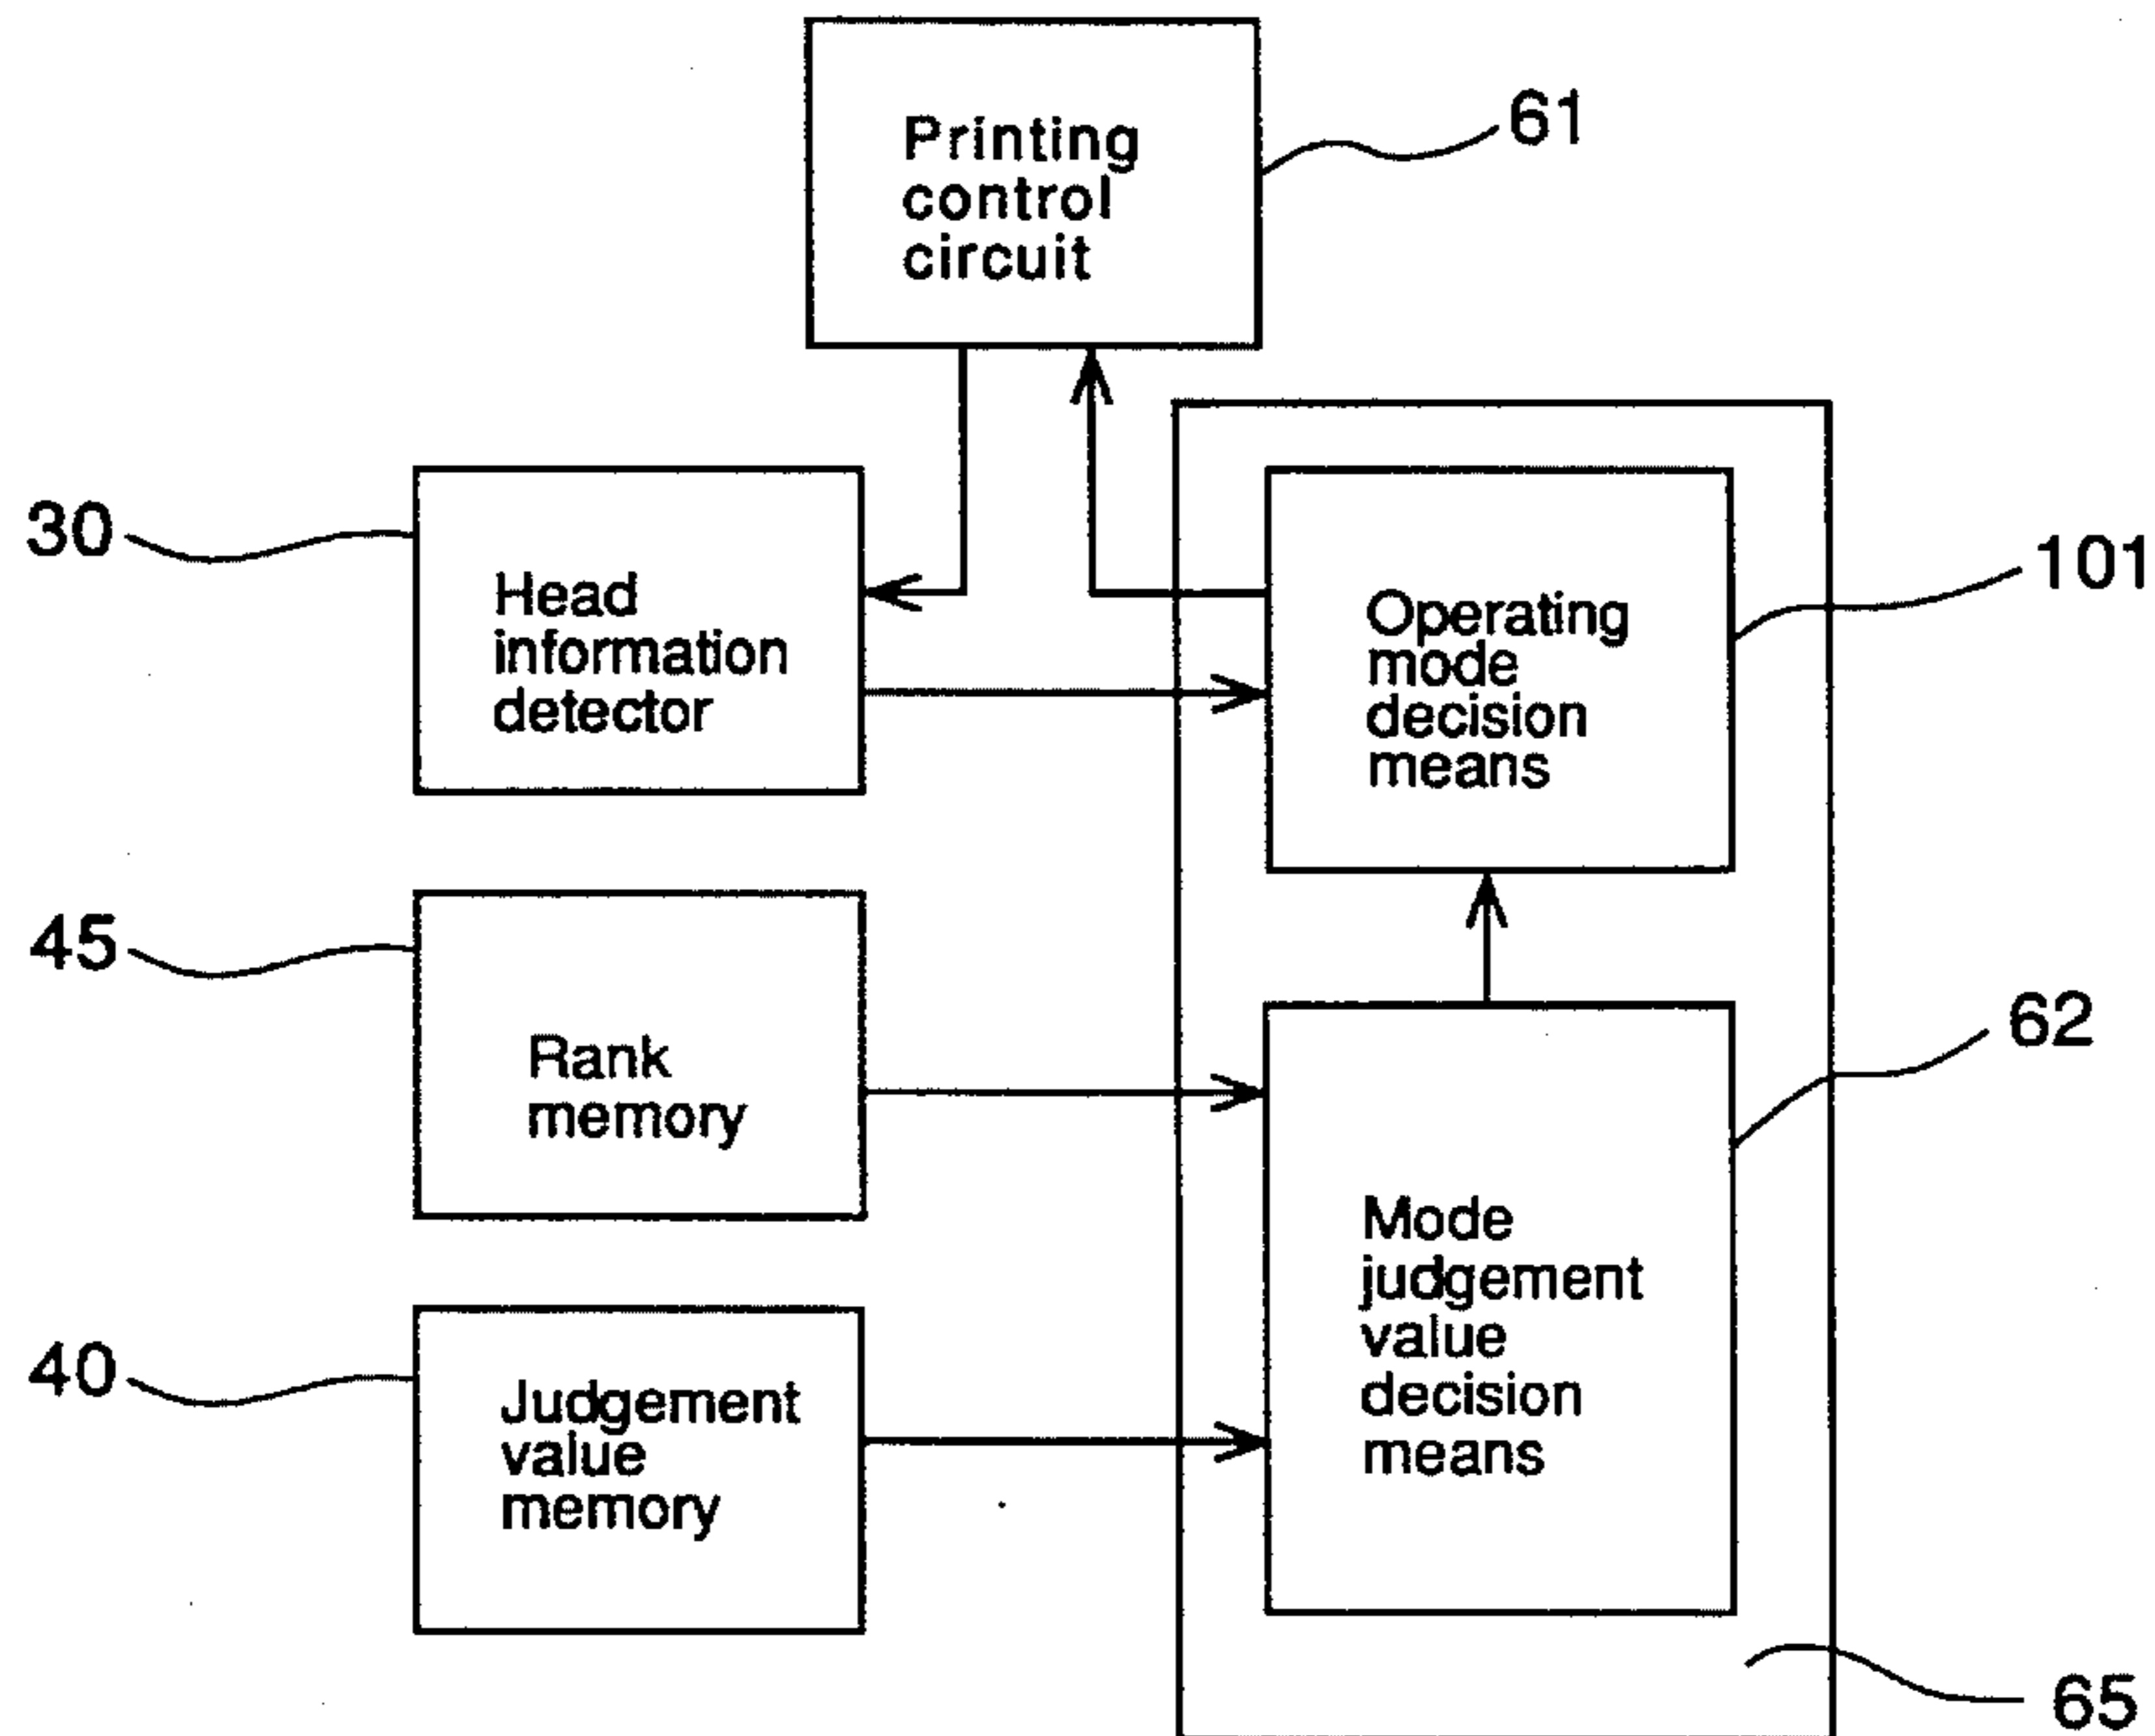 Printing
control
circuit
61
30
Head
information
detector
Operating
mode
decision
means
101
45
Rank
memory
62
Mode
judgement
value
decision
means
40
Judgement
value
memory
65